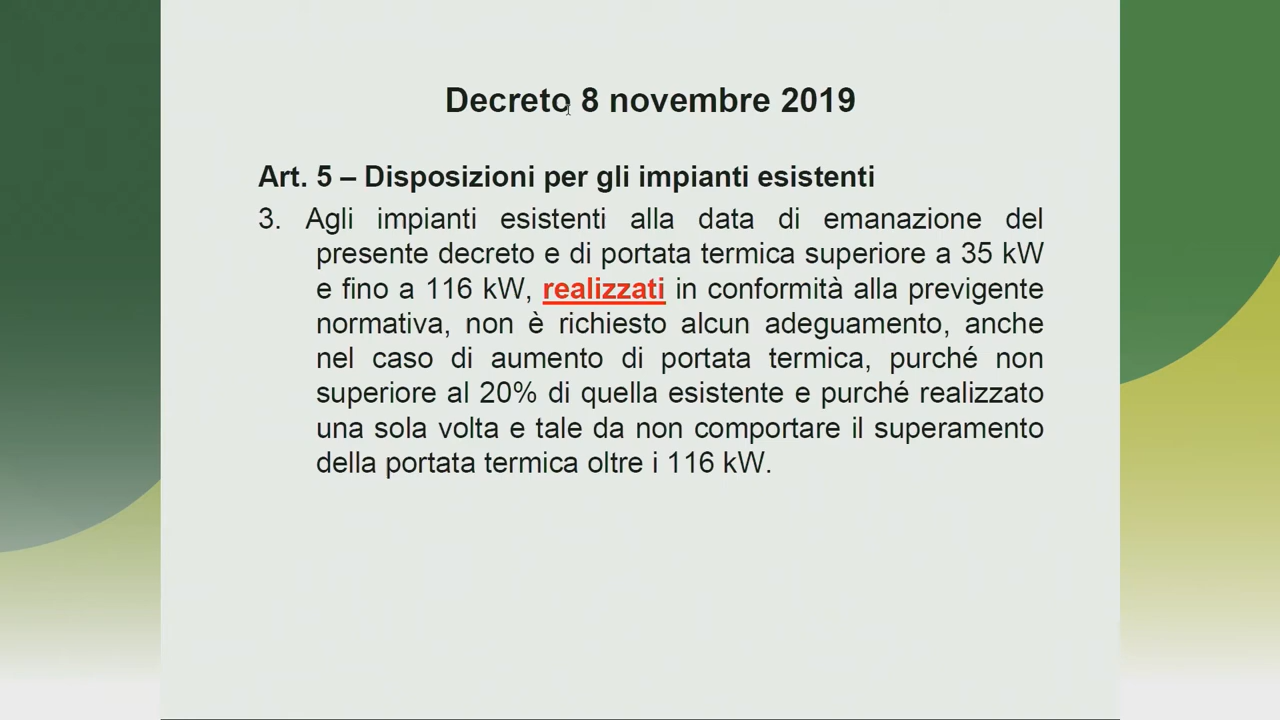 Decreto 8 novembre 2019
Art. 5 – Disposizioni per gli impianti esistenti
3. Agli impianti esistenti alla data di emanazione del
presente decreto e di portata termica superiore a 35 kW
e fino a 116 kW, realizzati in conformità alla previgente
normativa, non è richiesto alcun adeguamento, anche
nel caso di aumento di portata termica, purché non
superiore al 20% di quella esistente e purché realizzato
una sola volta e tale da non comportare il superamento
della portata termica oltre i 116 kW.